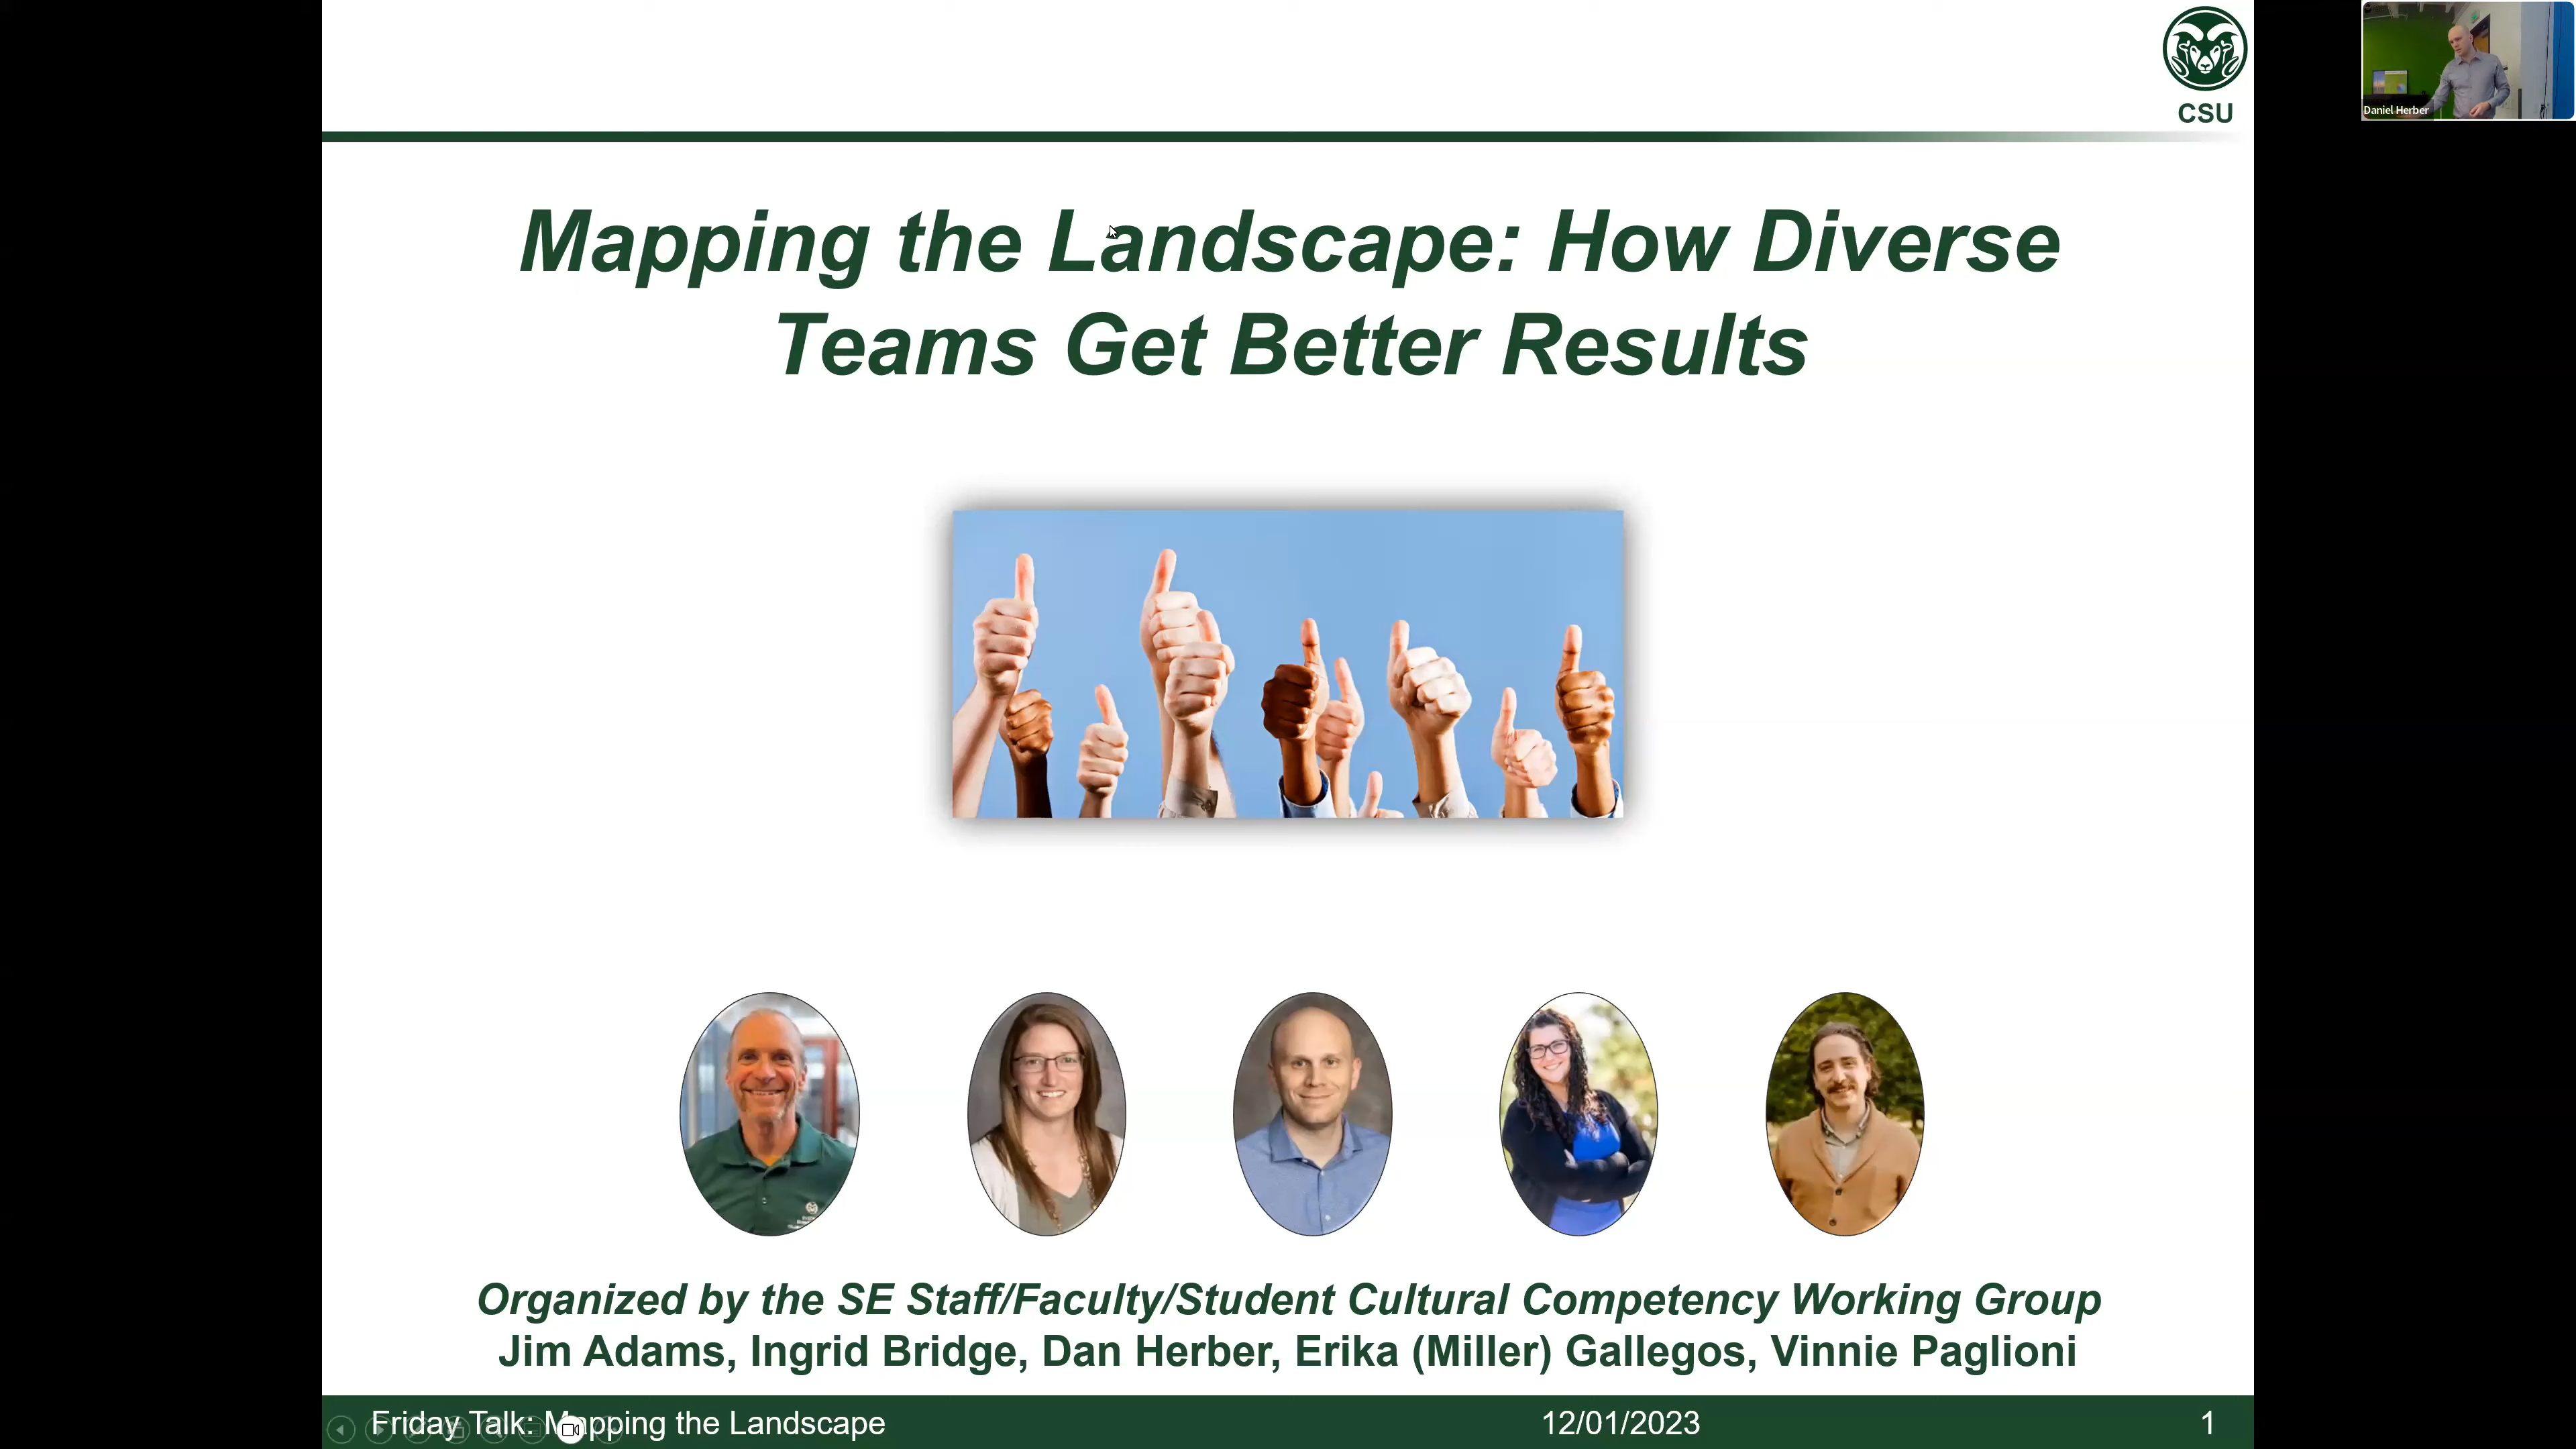 CSU
Daniel Herber
Mapping the Landscape: How Diverse
Teams Get Better Results
Organized by the SE Staff/Faculty/Student Cultural Competency Working Group
Jim Adams, Ingrid Bridge, Dan Herber, Erika (Miller) Gallegos, Vinnie Paglioni
Friday Talk: Mapping the Landscape
12/01/2023
1